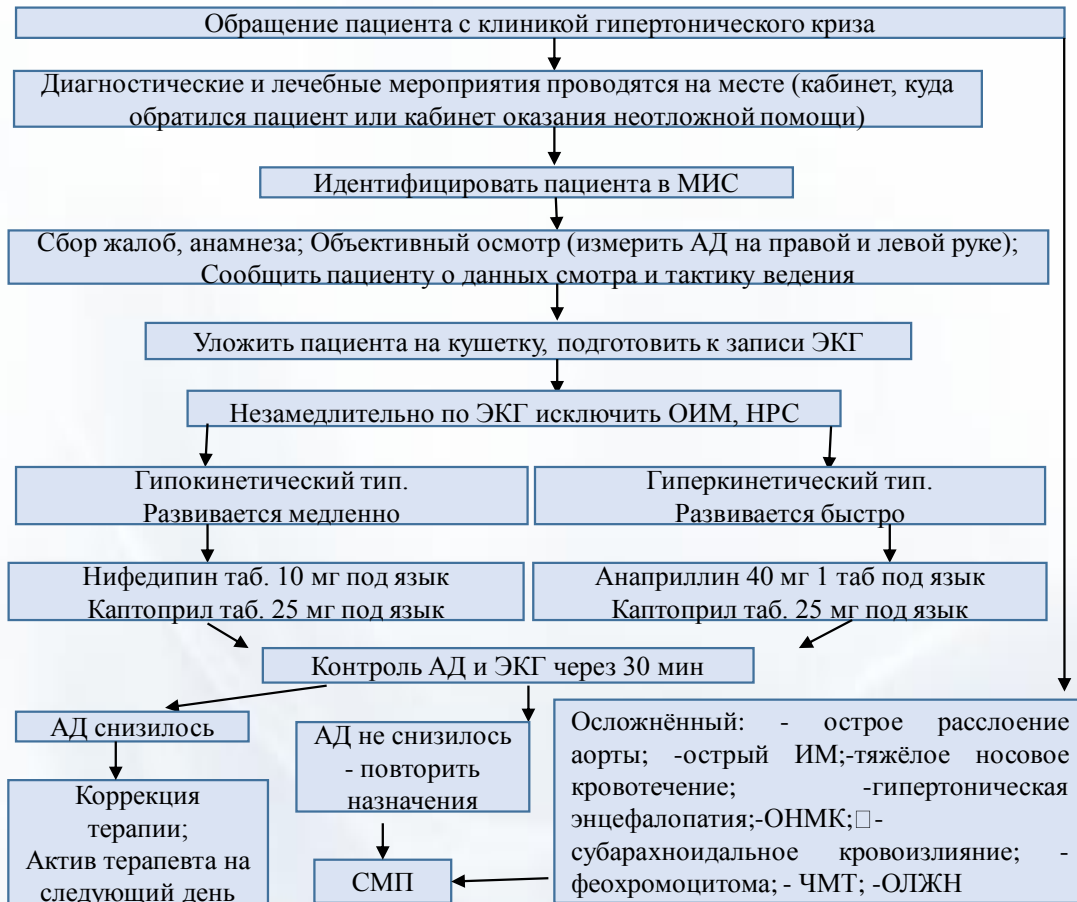 Обращение пациента с клиникой гипертонического криза
Диагностические и лечебные мероприятия проводятся на месте (кабинет, куда
обратился пациент или кабинет оказания неотложной помощи)
Идентифицировать пациента в МИС
Сбор жалоб, анамнеза; Объективный осмотр (измерить АД на правой и левой руке);
Сообщить пациенту о данных смотра и тактику ведения
Уложить пациента на кушетку, подготовить к записи ЭКГ
Незамедлительно по ЭКГ исключить ОИМ, НРС
Гипокинетический тип.
Развивается медленно
Гиперкинетический тип.
Развивается быстро
Нифедипин таб. 10 мг под язык
Каптоприл таб. 25 мг под язык
Анаприллин 40 мг 1 таб под язык
Каптоприл таб. 25 мг под язык
Контроль АД и ЭКГ через 30 мин
АД снизилось
АД не снизилось
- повторить
назначения
Осложнённый: - острое расслоение
аорты; -острый ИМ;-тяжёлое носовое
кровотечение; -гипертоническая
энцефалопатия;-ОНМК;□-
субарахноидальное кровоизлияние; -
феохромоцитома; - ЧМТ; -ОЛЖН
Коррекция
терапии;
Актив терапевта на
следующий день
СМП